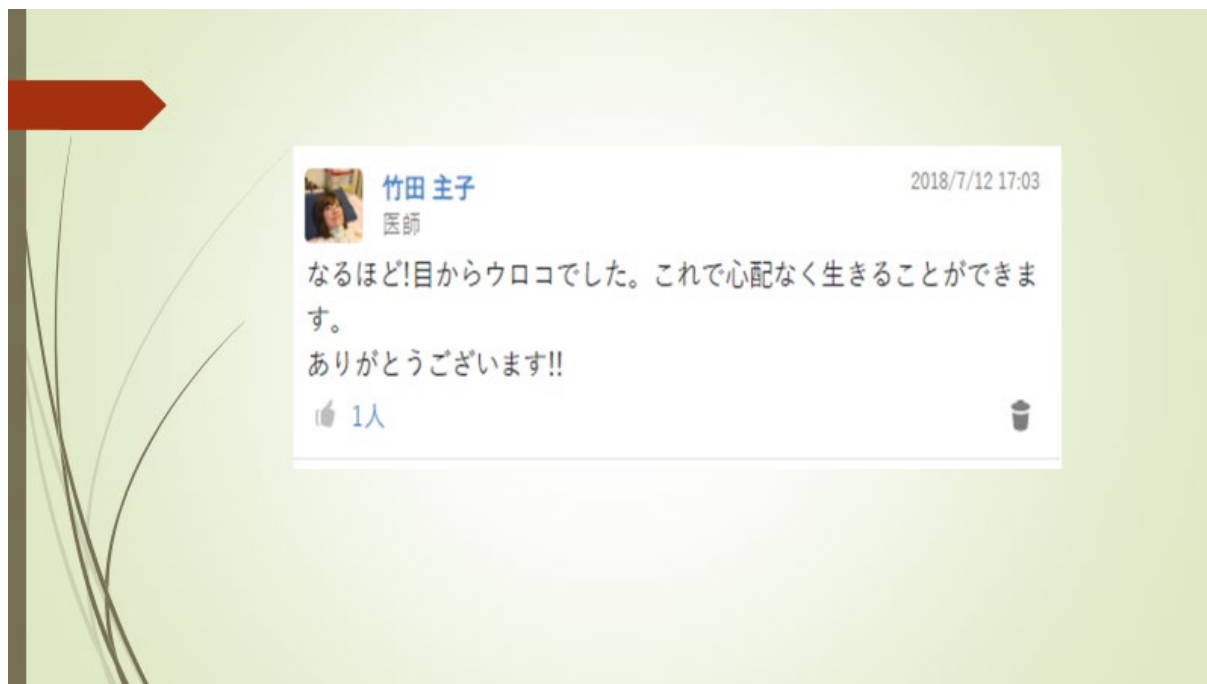 竹田 主子
2018/7/12 17:03
医師
なるほど!目からウロコでした。これで心配なく生きることができま
す。
ありがとうございます!!
1人